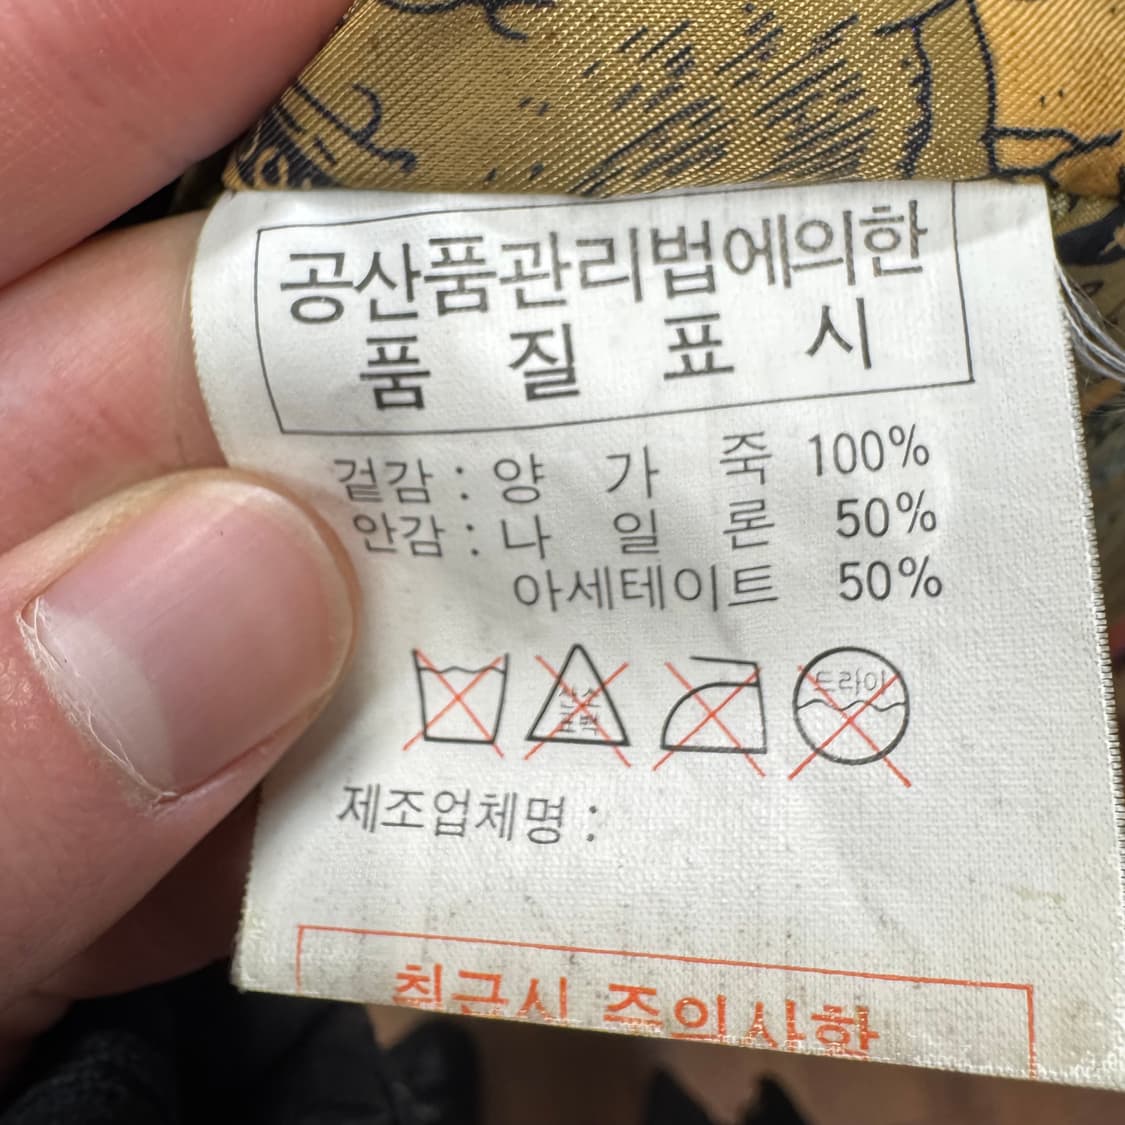 공산품관리법에의한
품 질 표 시
겉감 : 양 가 죽 100%
안감 : 나 일 론 50%
아세테이트 50%
산소
표백
드라이
제조업체명 :
취급시 주의사항